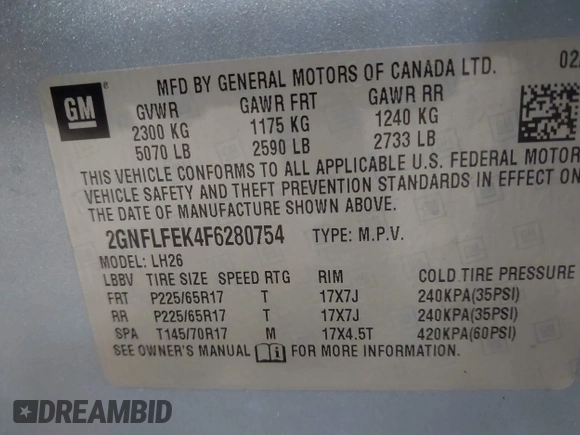 MFD BY GENERAL MOTORS OF CANADA LTD. 02
GM
GVWR GAWR FRT GAWR RR
2300 KG 1175 KG 1240 KG
5070 LB 2590 LB 2733 LB
THIS VEHICLE CONFORMS TO ALL APPLICABLE U.S. FEDERAL MOTOR
VEHICLE SAFETY AND THEFT PREVENTION STANDARDS IN EFFECT ON
THE DATE OF MANUFACTURE SHOWN ABOVE.
2GNFLFEK4F6280754 TYPE: M.P.V.
MODEL: LH26
LBBV TIRE SIZE SPEED RTG RIM COLD TIRE PRESSURE
FRT P225/65R17 T 17X7J 240KPA(35PSI)
RR P225/65R17 T 17X7J 240KPA(35PSI)
SPA T145/70R17 M 17X4.5T 420KPA(60PSI)
SEE OWNER'S MANUAL FOR MORE INFORMATION.
DREAMBID